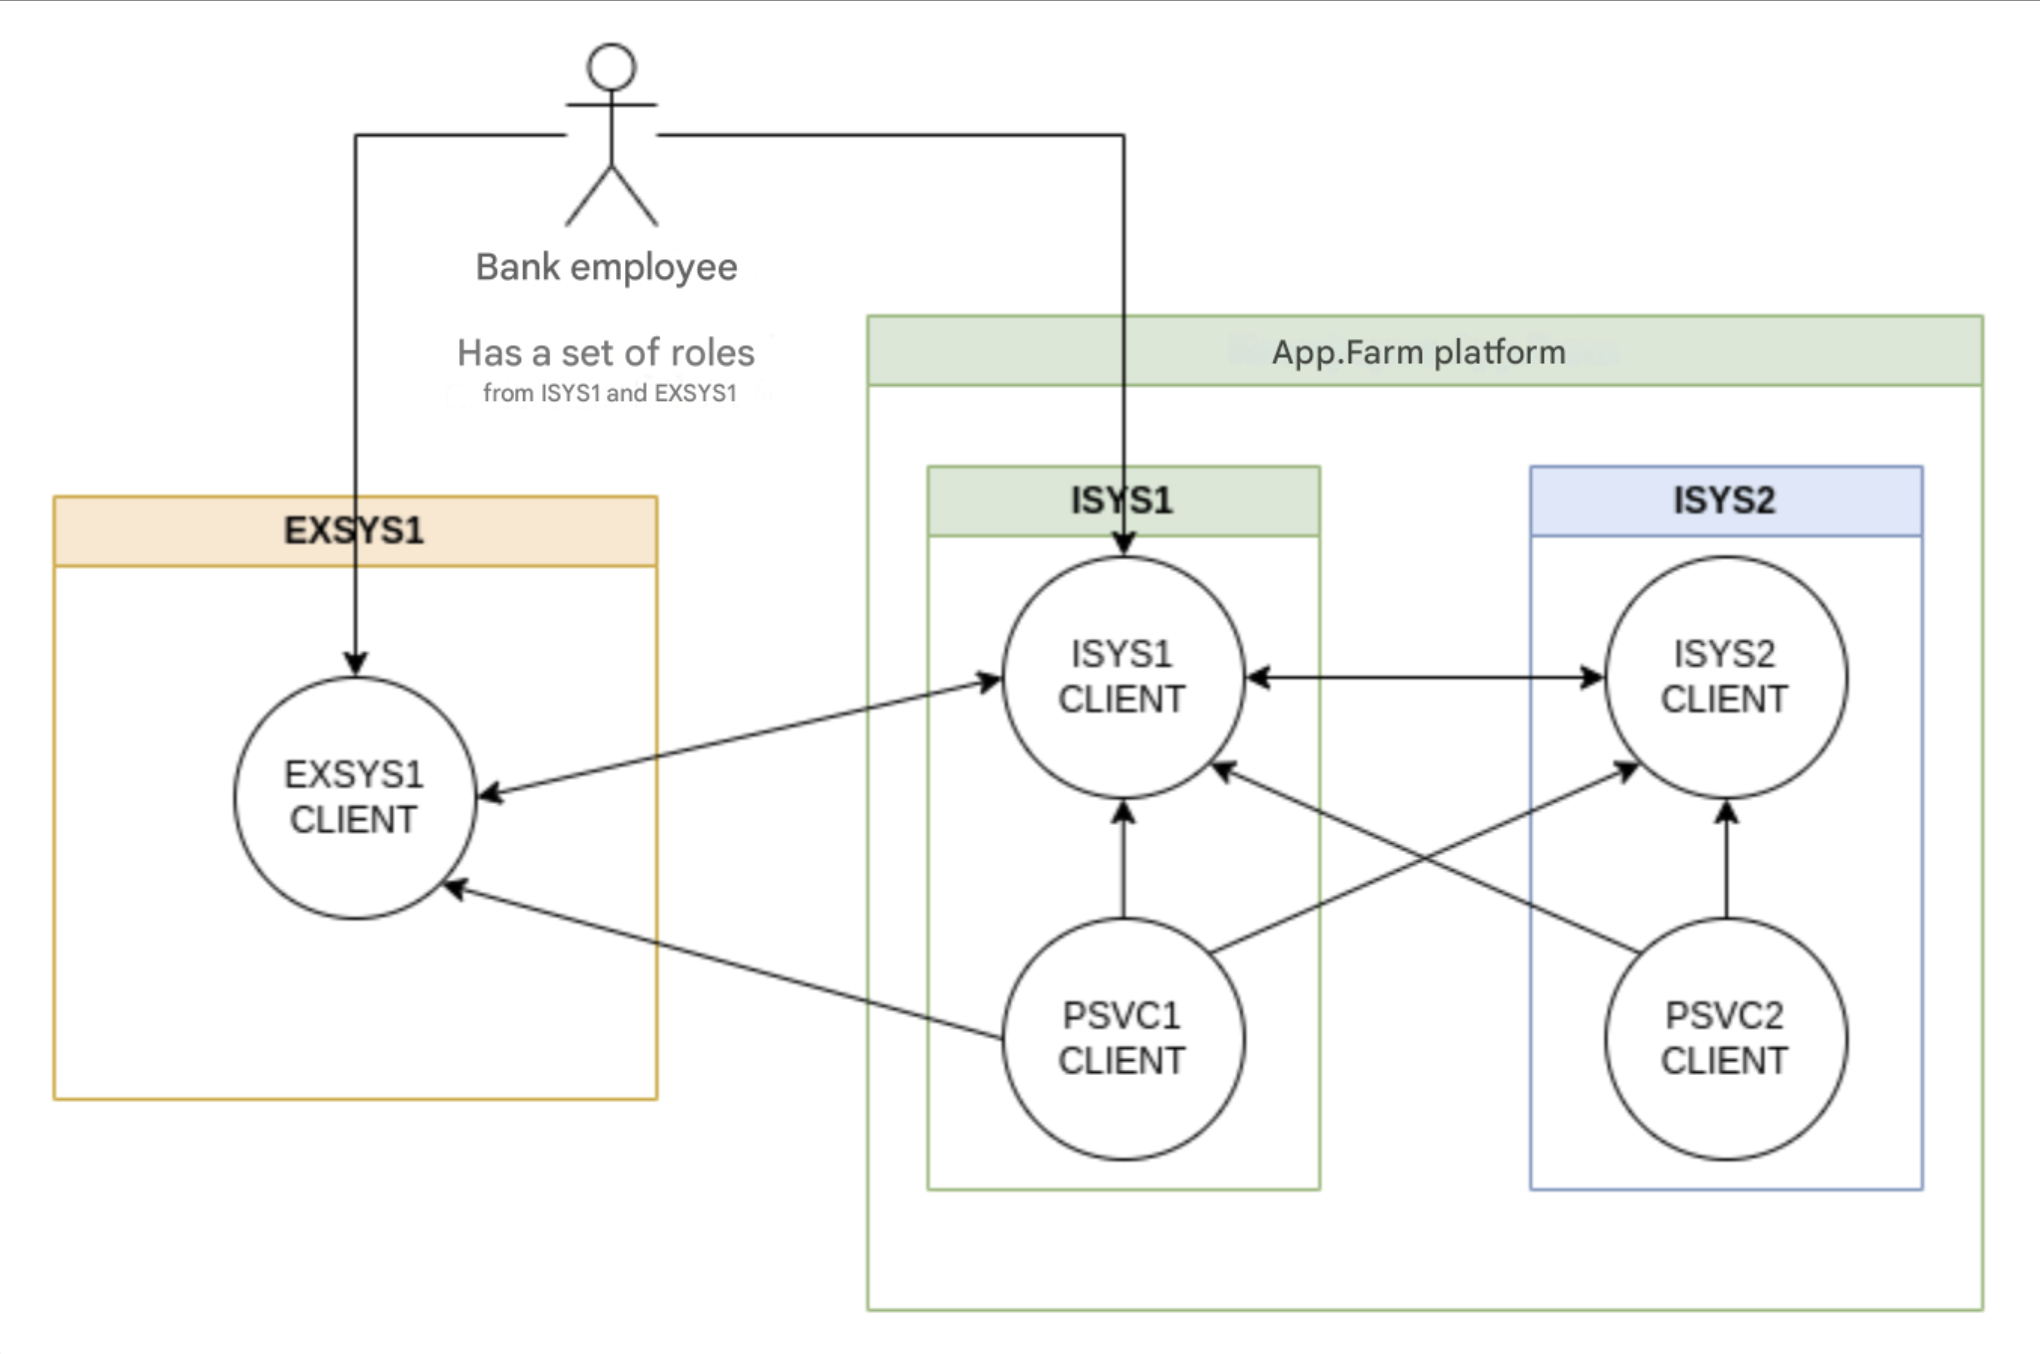 Bank employee
Has a set of roles
from ISYS1 and EXSYS1
App.Farm platform
EXSYS1
ISYS1
ISYS2
EXSYS1
CLIENT
ISYS1
CLIENT
ISYS2
CLIENT
PSVC1
CLIENT
PSVC2
CLIENT